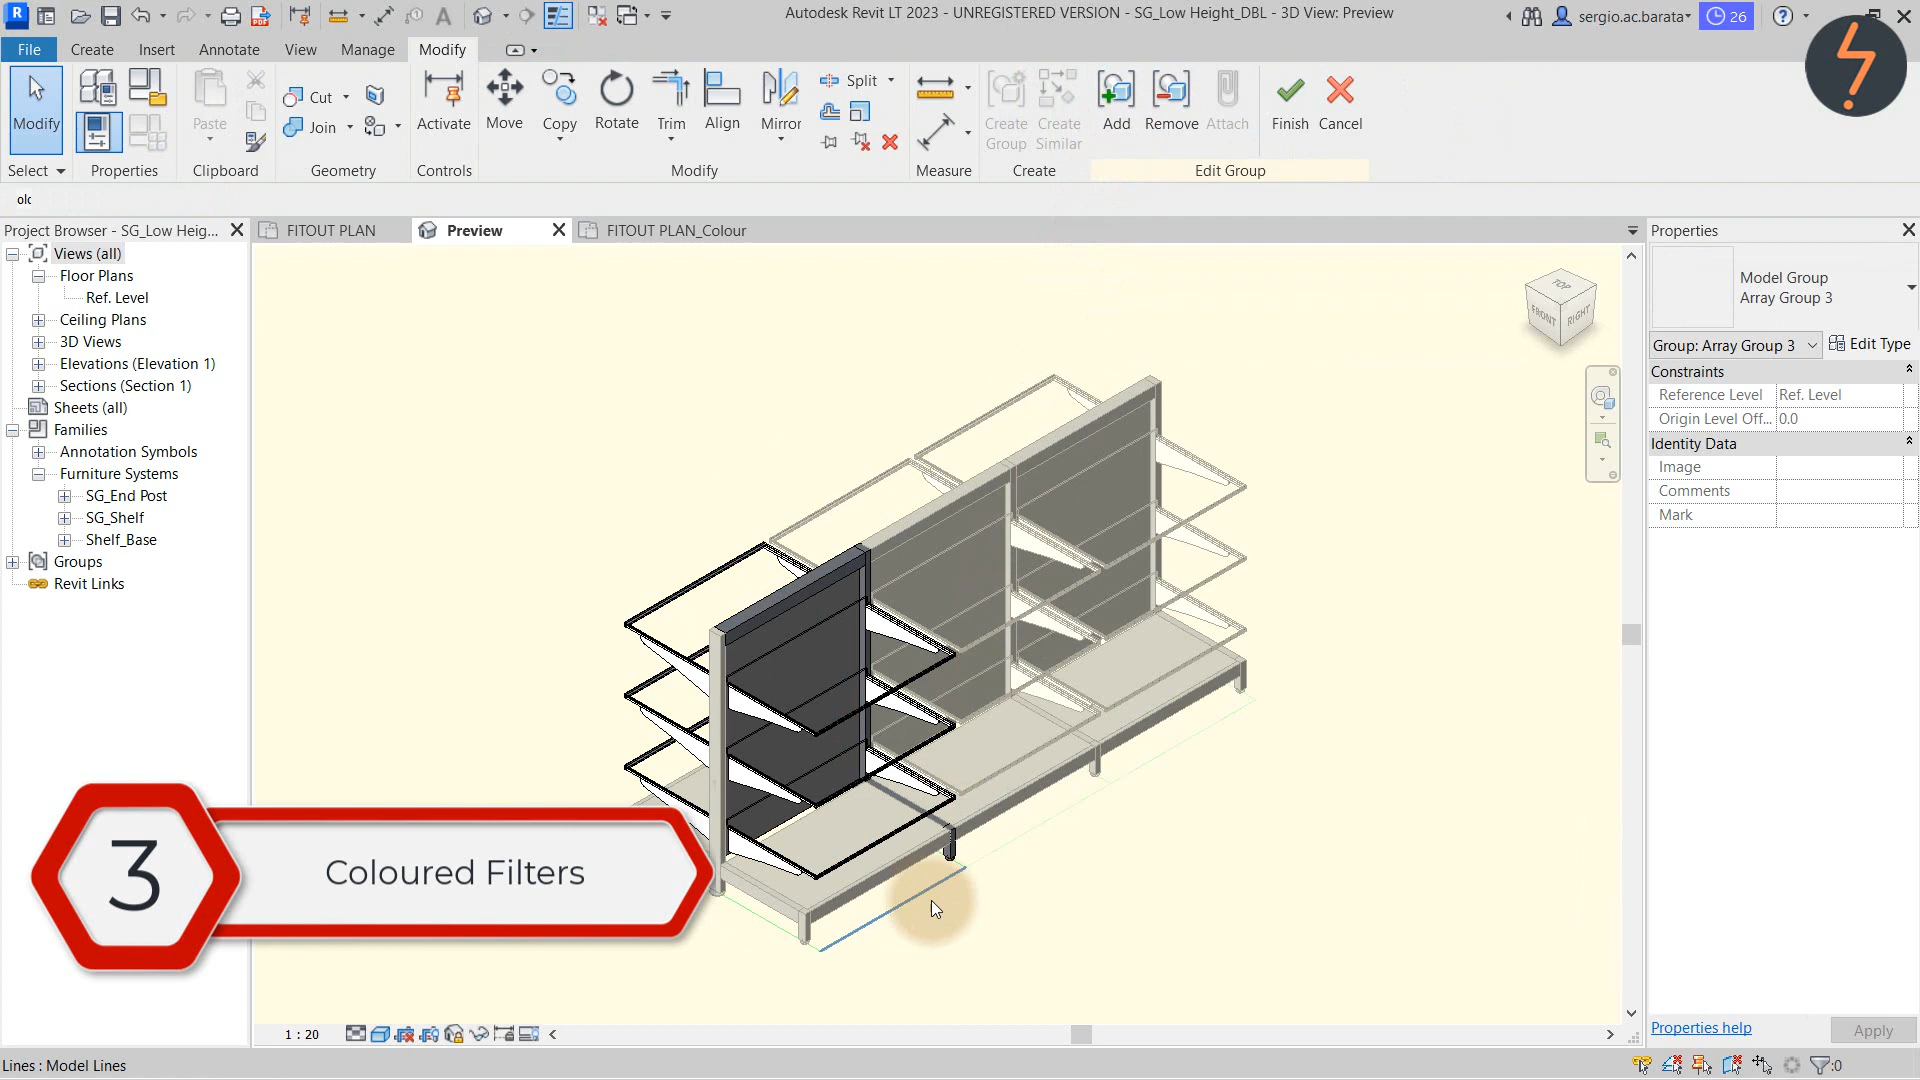 Autodesk Revit LT 2023 - UNREGISTERED VERSION - SG_Low Height_DBL - 3D View: Preview
sergio.ac.barata
26
File Create Insert Annotate View Manage Modify
Modify
Paste
Cut
Join
Activate
Move
Copy
Rotate
Trim
Align
Mirror
Split
Create Group
Create Similar
Add
Remove
Attach
Finish
Cancel
Select Properties Clipboard Geometry Controls Modify Measure Create Edit Group
Project Browser - SG_Low Heig...
FITOUT PLAN
Preview
FITOUT PLAN_Colour
Properties
Views (all)
Floor Plans
Ref. Level
Ceiling Plans
3D Views
Elevations (Elevation 1)
Sections (Section 1)
Sheets (all)
Families
Annotation Symbols
Furniture Systems
SG_End Post
SG_Shelf
Shelf_Base
Groups
Revit Links
TOP
FRONT
RIGHT
Model Group
Array Group 3
Group: Array Group 3
Edit Type
Constraints
Reference Level Ref. Level
Origin Level Off... 0.0
Identity Data
Image
Comments
Mark
3
Coloured Filters
1 : 20
Properties help
Apply
Lines : Model Lines
:0